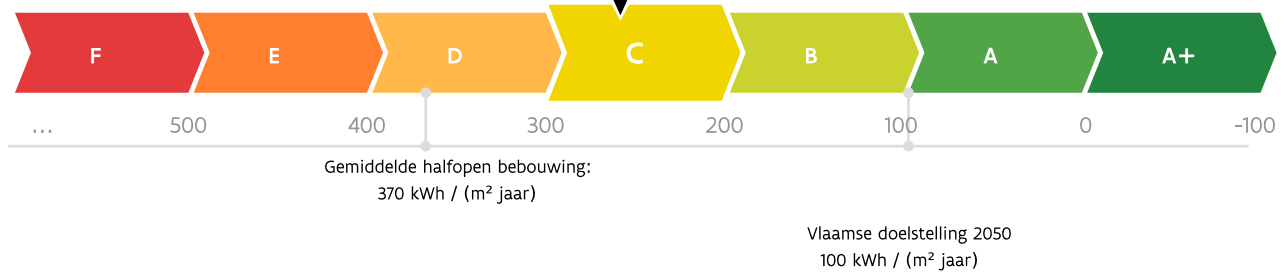 F E D C B A A+
... 500 400 300 200 100 0 -100
Gemiddelde halfopen bebouwing:
370 kWh / (m² jaar)
Vlaamse doelstelling 2050
100 kWh / (m² jaar)